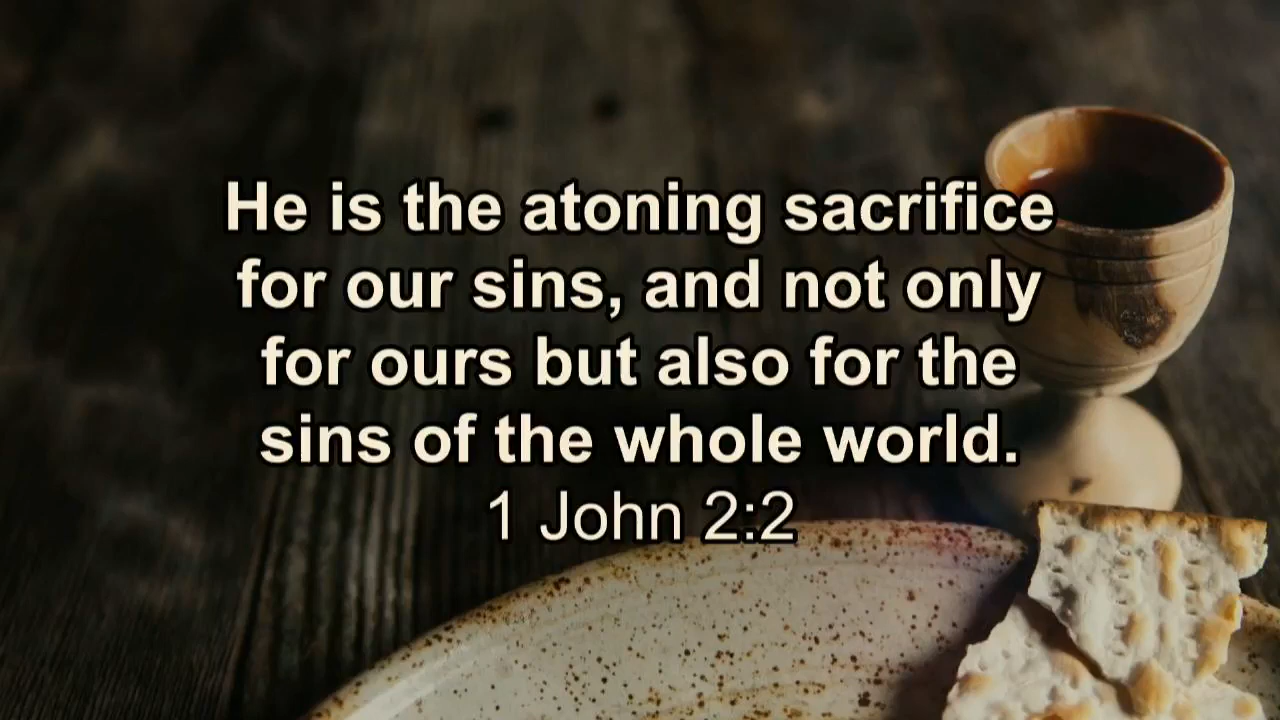 He is the atoning sacrifice
for our sins, and not only
for ours but also for the
sins of the whole world.
1 John 2:2